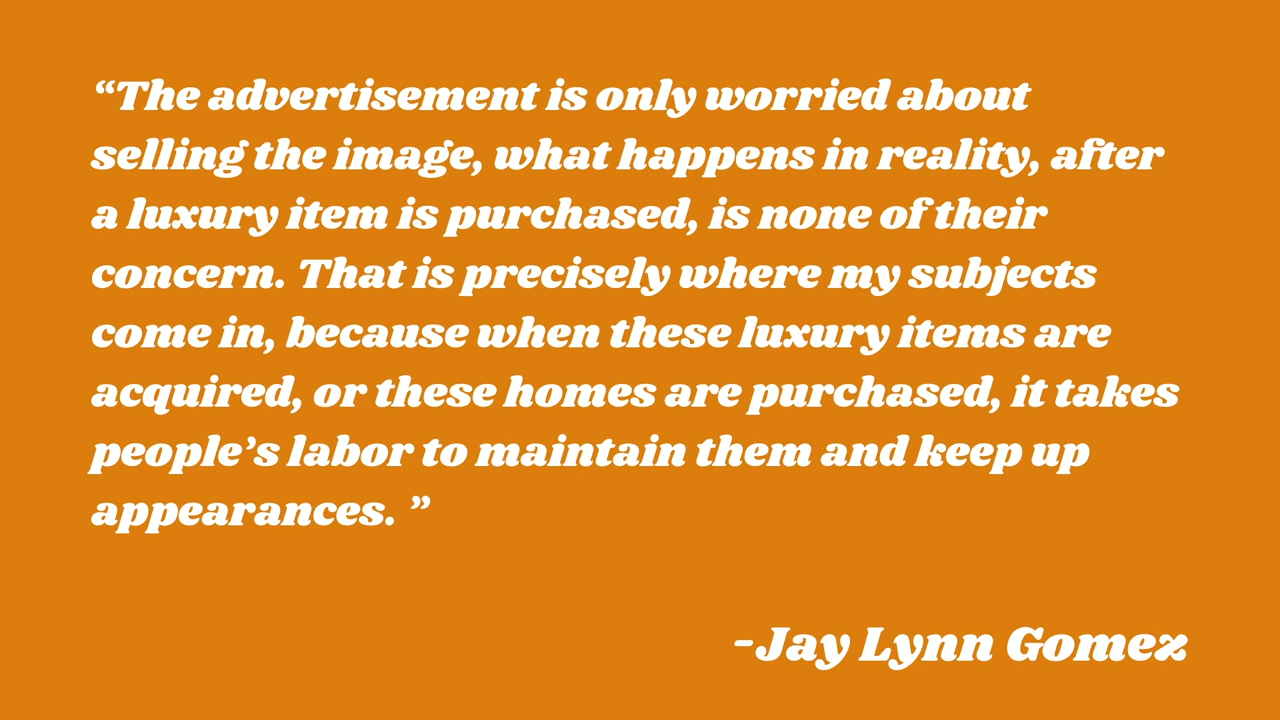 “The advertisement is only worried about
selling the image, what happens in reality, after
a luxury item is purchased, is none of their
concern. That is precisely where my subjects
come in, because when these luxury items are
acquired, or these homes are purchased, it takes
people’s labor to maintain them and keep up
appearances. ”
-Jay Lynn Gomez